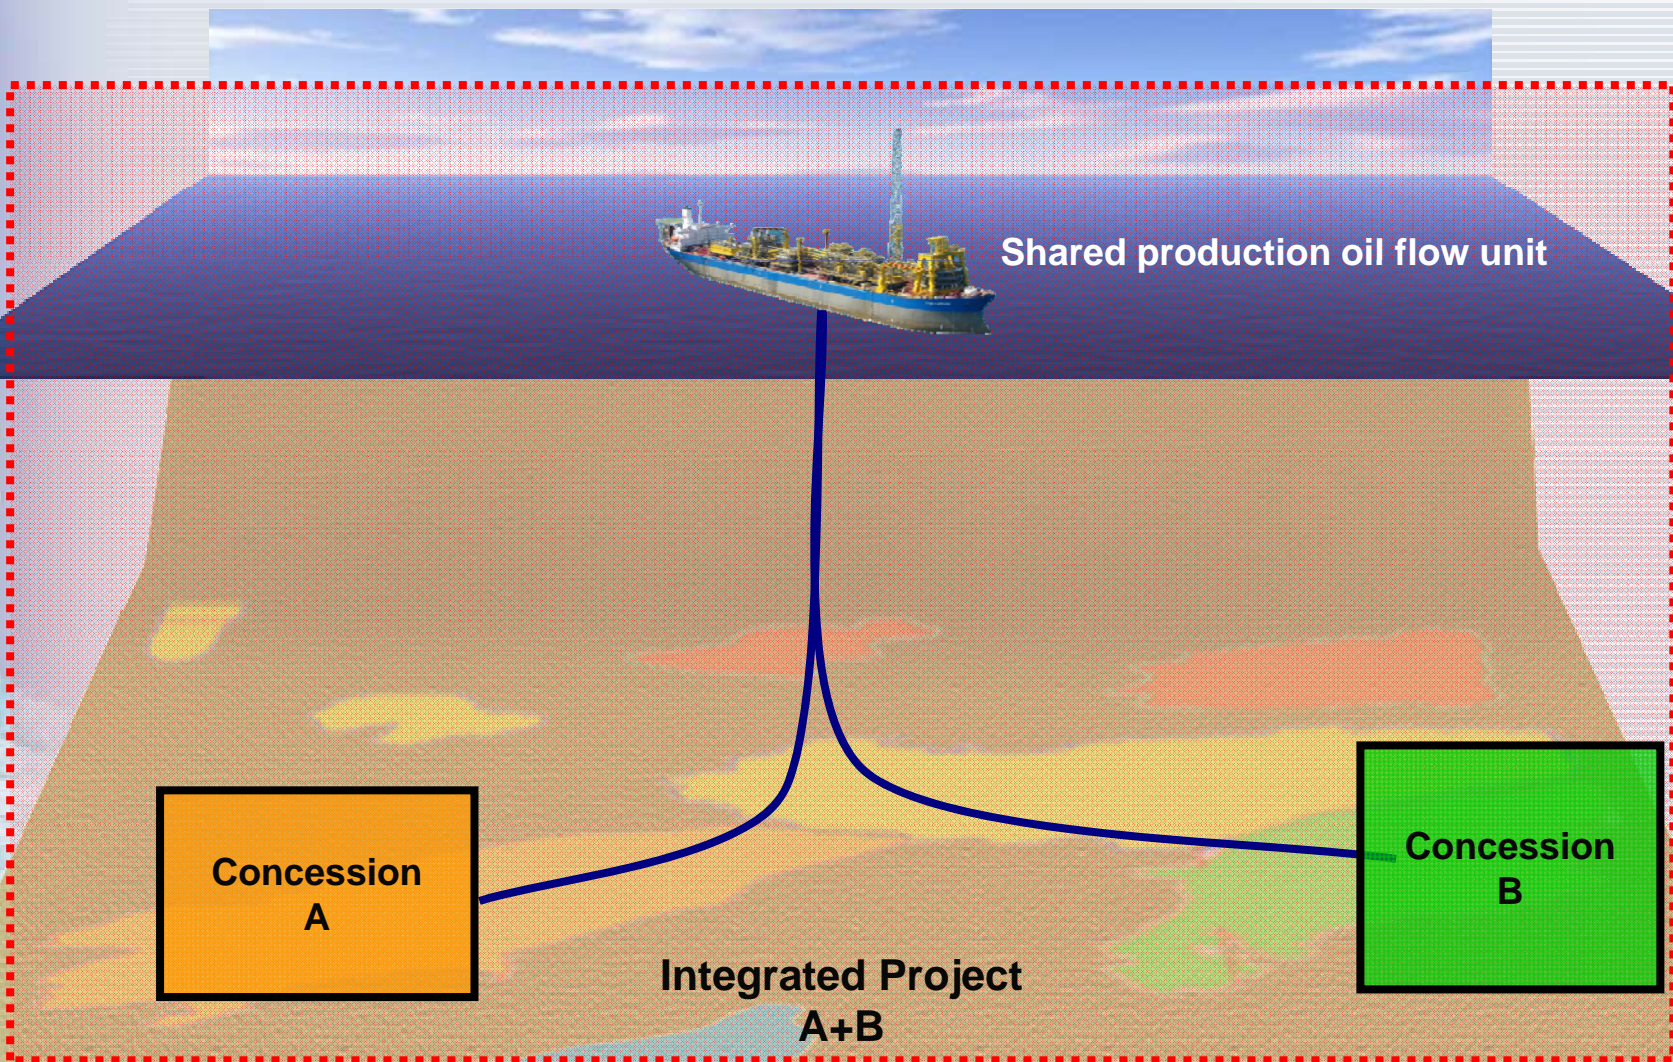 Shared production oil flow unit
Concession
A
Concession
B
Integrated Project
A+B